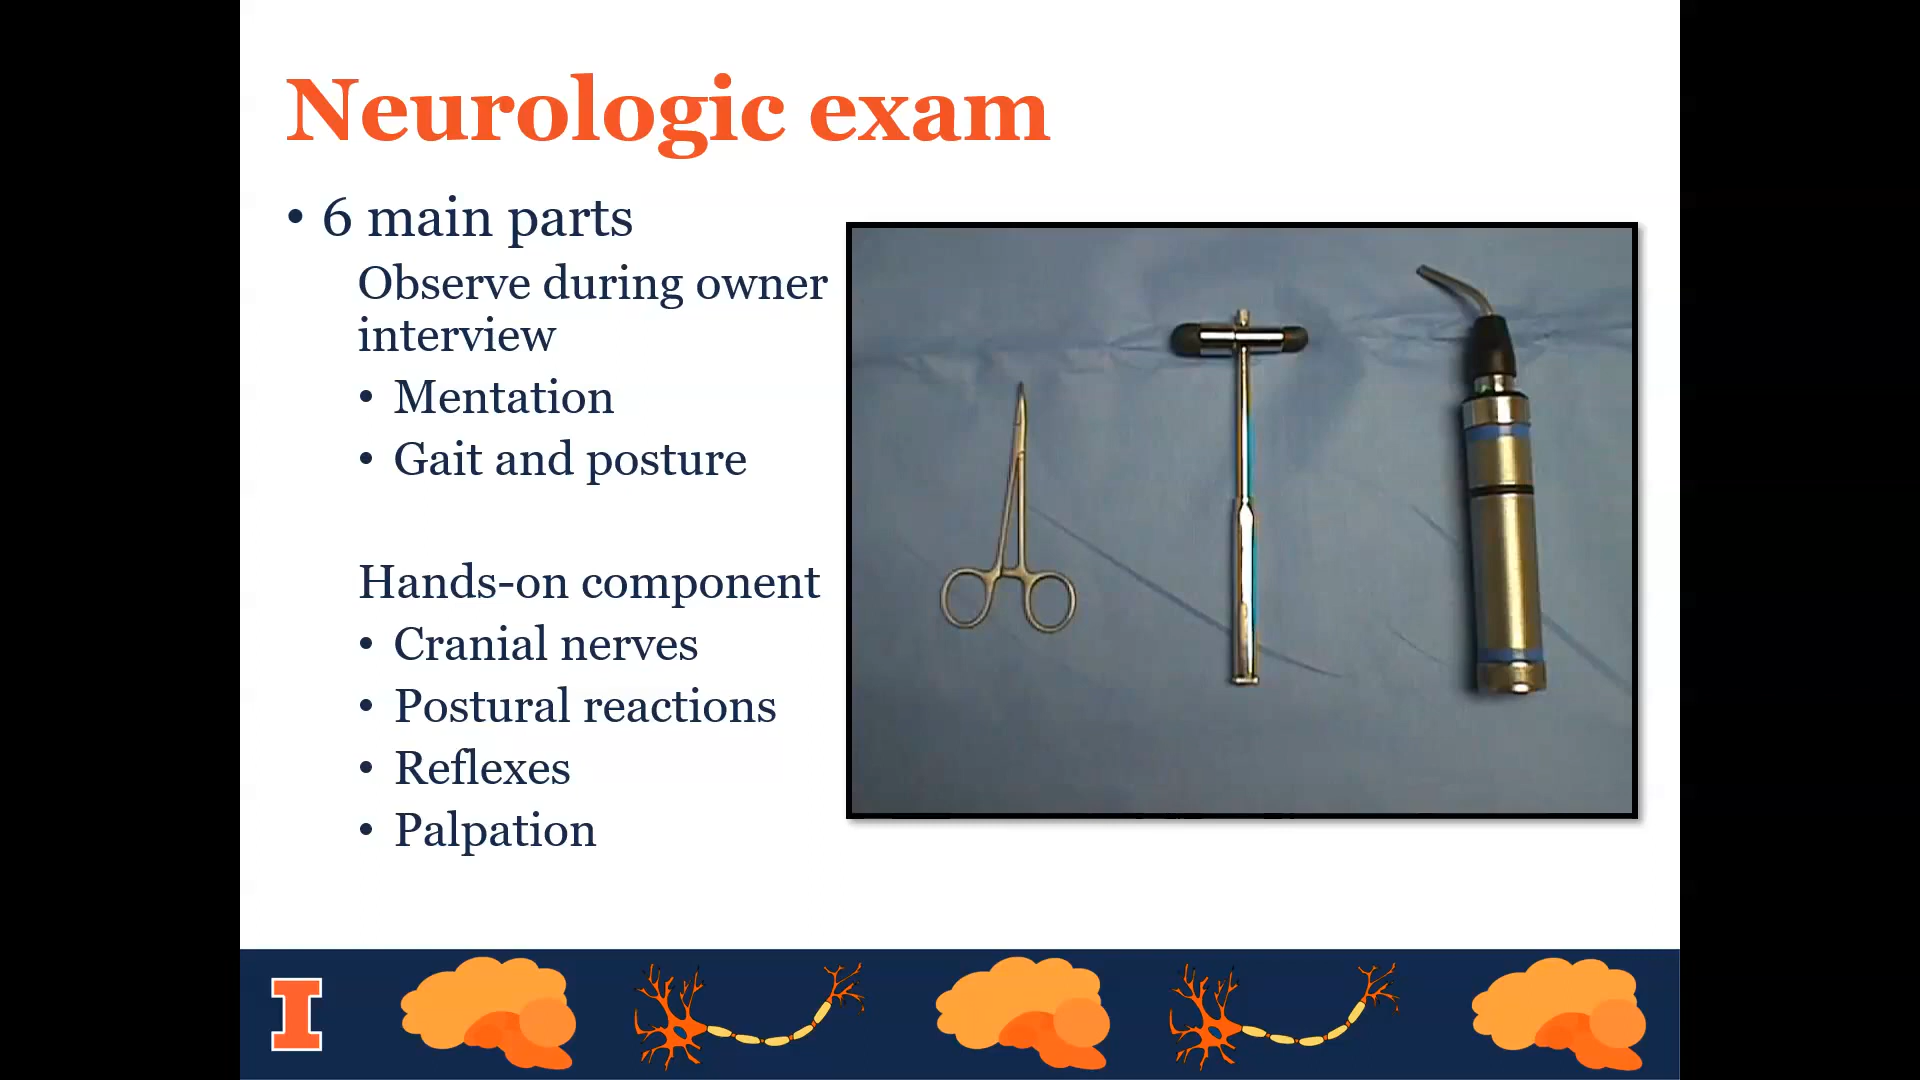 Neurologic exam
• 6 main parts
Observe during owner
interview
• Mentation
• Gait and posture
Hands-on component
• Cranial nerves
• Postural reactions
• Reflexes
• Palpation
I